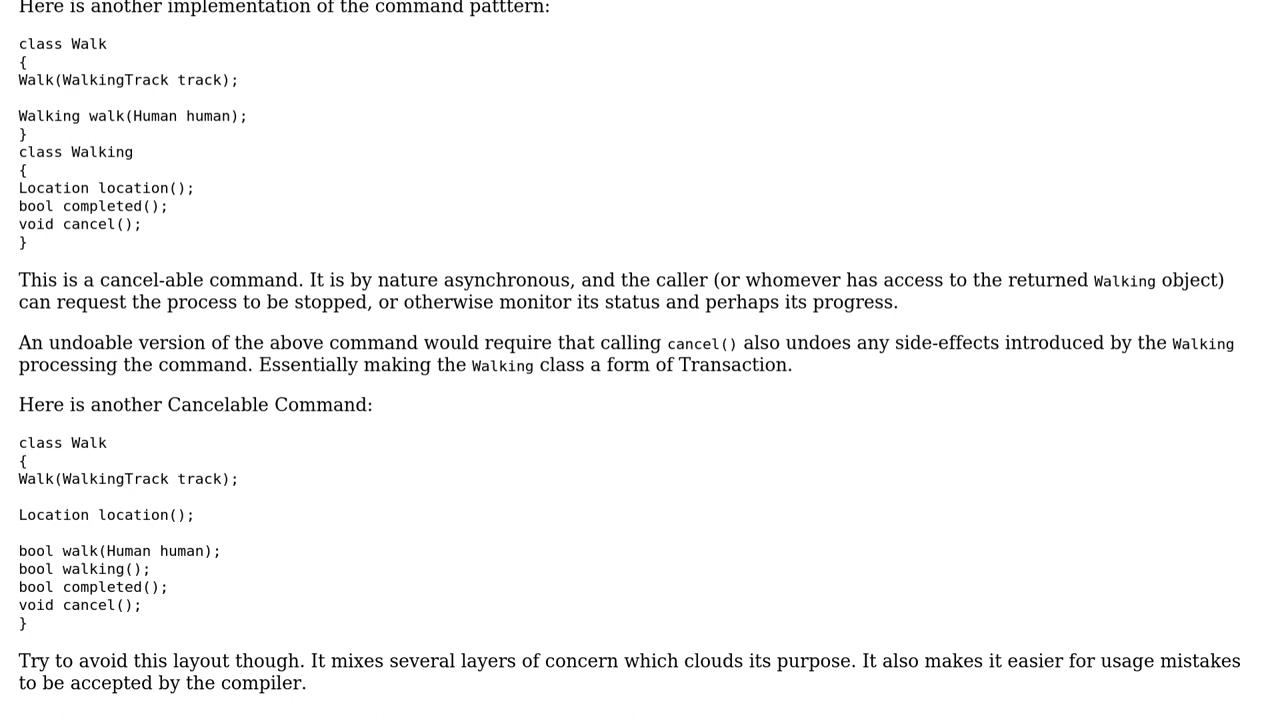 Here is another implementation of the command patttern:
class Walk
{
Walk(WalkingTrack track);
Walking walk(Human human);
}
class Walking
{
Location location();
bool completed();
void cancel();
}
This is a cancel-able command. It is by nature asynchronous, and the caller (or whomever has access to the returned Walking object)
can request the process to be stopped, or otherwise monitor its status and perhaps its progress.
An undoable version of the above command would require that calling cancel() also undoes any side-effects introduced by the Walking
processing the command. Essentially making the Walking class a form of Transaction.
Here is another Cancelable Command:
class Walk
{
Walk(WalkingTrack track);
Location location();
bool walk(Human human);
bool walking();
bool completed();
void cancel();
}
Try to avoid this layout though. It mixes several layers of concern which clouds its purpose. It also makes it easier for usage mistakes
to be accepted by the compiler.